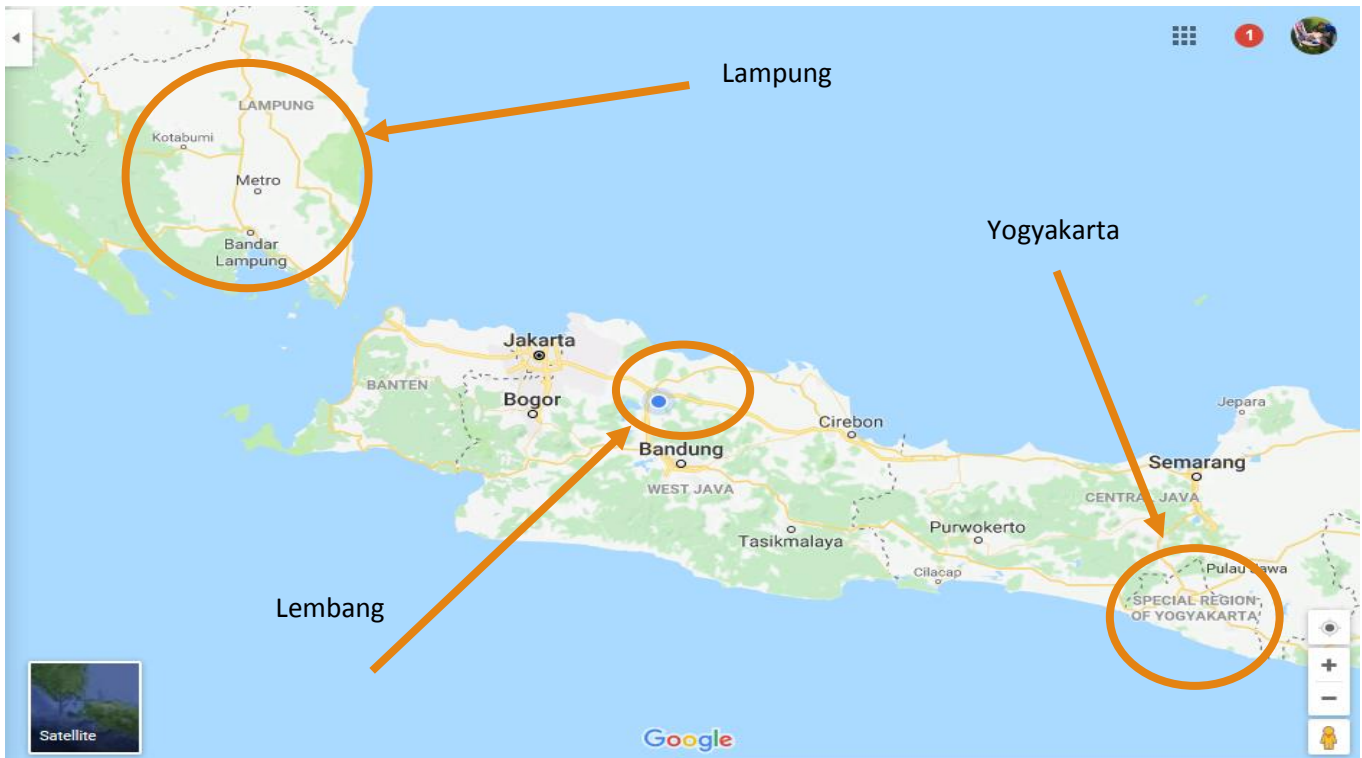 1
Lampung
LAMPUNG
Kotabumi
Metro
Bandar
Lampung
Yogyakarta
Jakarta
BANTEN
Bogor
Jepara
Cirebon
Bandung
Semarang
WEST JAVA
CENTRAL JAVA
Purwokerto
Tasikmalaya
Cilacap
Pulau Jawa
Lembang
SPECIAL REGION
OF YOGYAKARTA
Satellite
Google